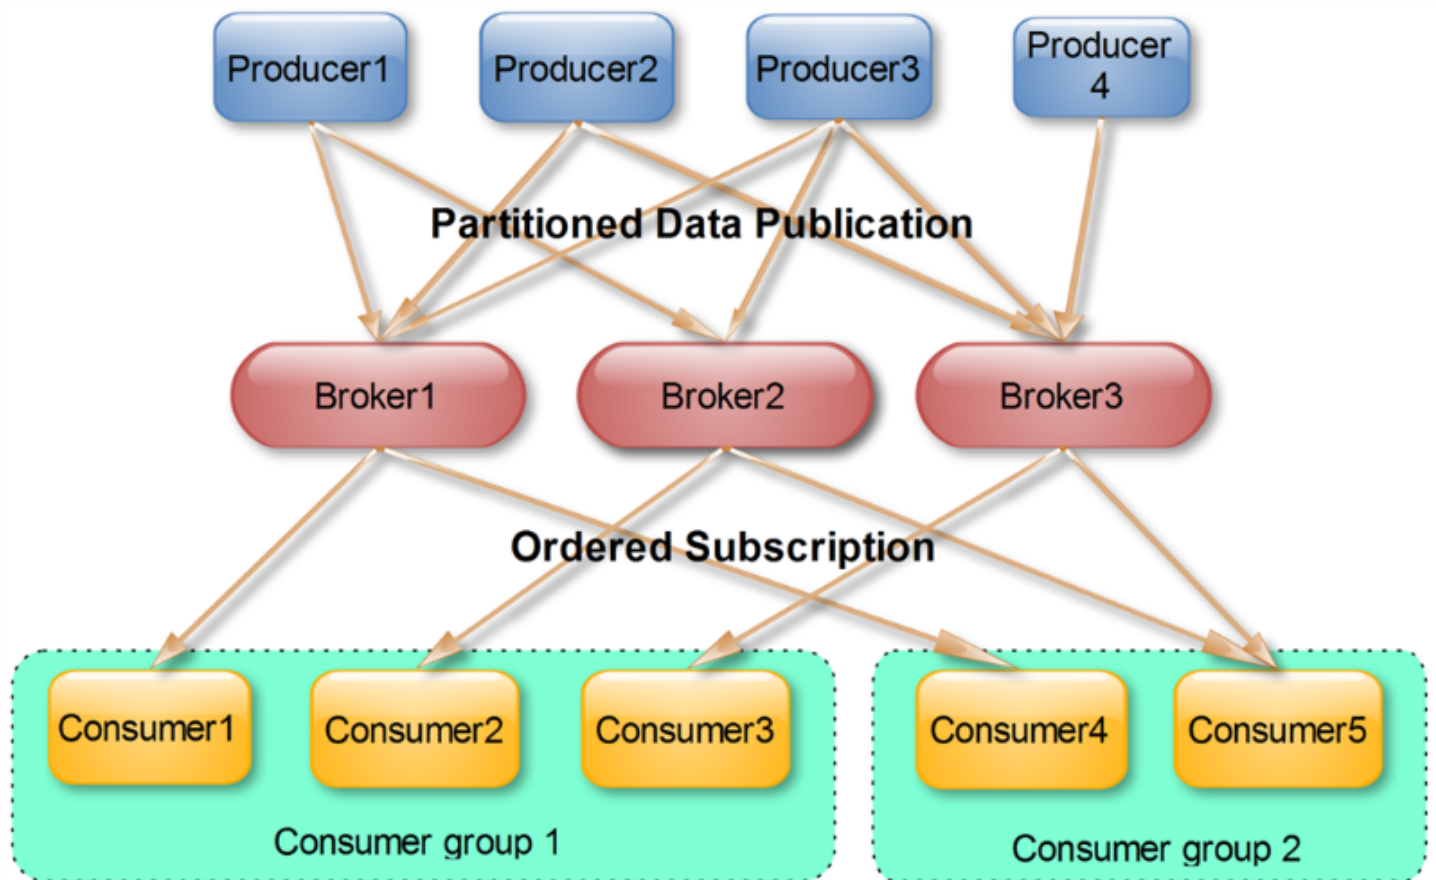 Producer1
Producer2
Producer3
Producer
4
Partitioned Data Publication
Broker1
Broker2
Broker3
Ordered Subscription
Consumer1
Consumer2
Consumer3
Consumer4
Consumer5
Consumer group 1
Consumer group 2